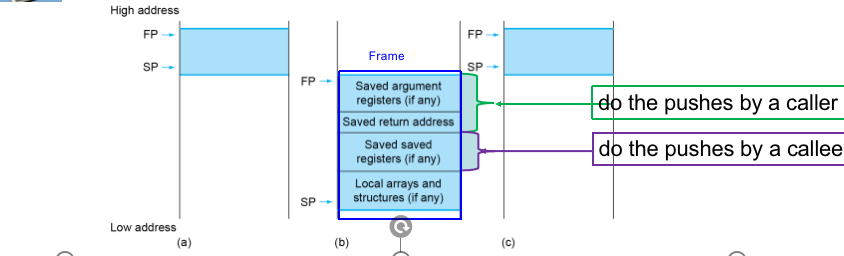 High address
FP
SP
Frame
FP
Saved argument
registers (if any)
Saved return address
Saved saved
registers (if any)
Local arrays and
structures (if any)
SP
FP
SP
do the pushes by a caller
do the pushes by a callee
Low address
(a)
(b)
(c)